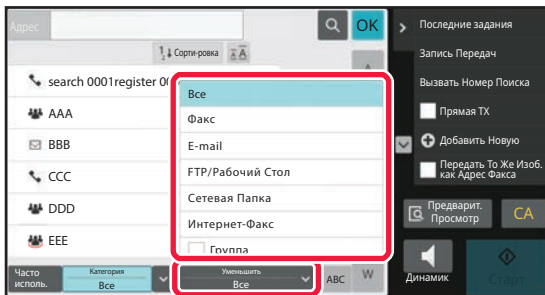 Адрес
OK
1 Сорти-ровка
A A
search 0001register 00
AAA
BBB
CCC
DDD
EEE
Все
Факс
E-mail
FTP/Рабочий Стол
Сетевая Папка
Интернет-Факс
Группа
Часто
исполь.
Категория
Все
Уменьшить
Все
ABC
W
Последние задания
Запись Передач
Вызвать Номер Поиска
Прямая TX
Добавить Новую
Передать То Же Изоб.
как Адрес Факса
Предварит.
Просмотр
CA
Динамик
Старт